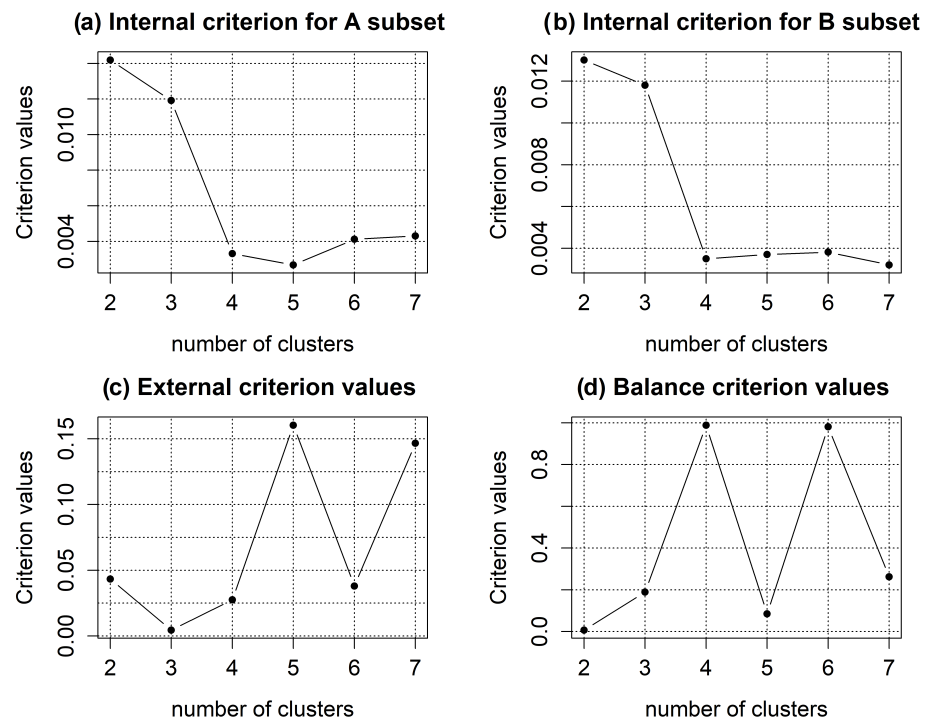 (a) Internal criterion for A subset
Criterion values
0.010
0.004
2 3 4 5 6 7
number of clusters
(b) Internal criterion for B subset
Criterion values
0.012
0.008
0.004
2 3 4 5 6 7
number of clusters
(c) External criterion values
Criterion values
0.15
0.10
0.05
0.00
2 3 4 5 6 7
number of clusters
(d) Balance criterion values
Criterion values
0.8
0.4
0.0
2 3 4 5 6 7
number of clusters